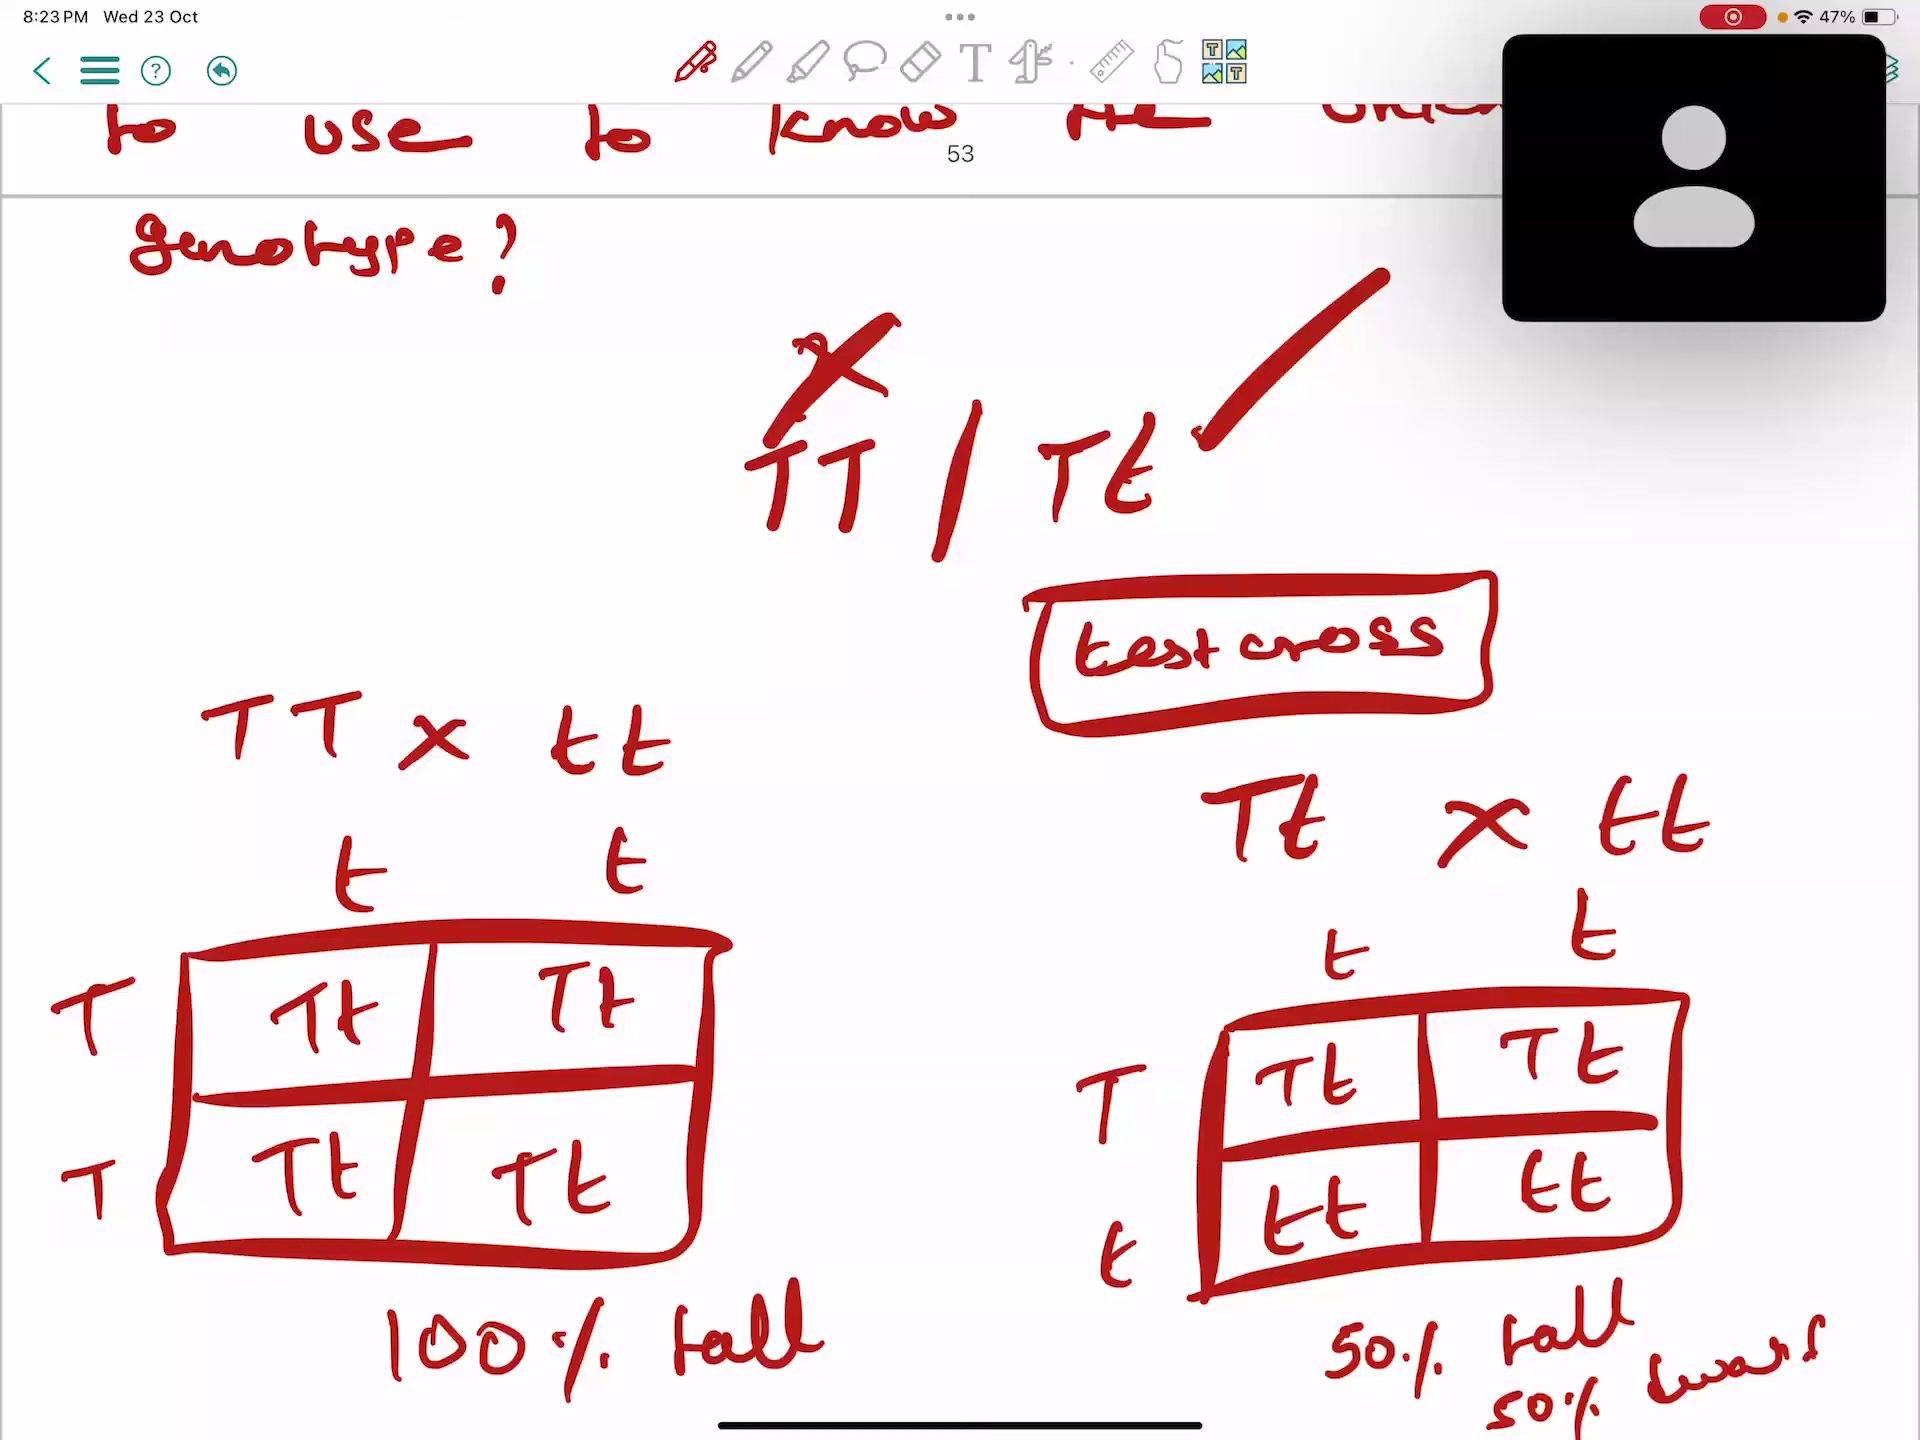 8:23 PM Wed 23 Oct
47%
T
to use to know the
53
genotype?
x
TT / Tt
test cross
TT x tt
Tt x tt
t t
t t
T Tt Tt
T Tt Tt
T Tt Tt
t tt tt
100% tall
50% tall
50% dwarf